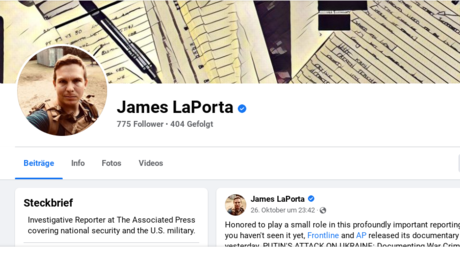 James LaPorta
775 Follower · 404 Gefolgt
Beiträge Info Fotos Videos
Steckbrief
Investigative Reporter at The Associated Press
covering national security and the U.S. military.
James LaPorta
26. Oktober um 23:42 ·
Honored to play a small role in this profoundly important reporting
you haven't seen it yet, Frontline and AP released its documentary
yesterday, PUTIN'S ATTACK ON UKRAINE: Documenting War Crim